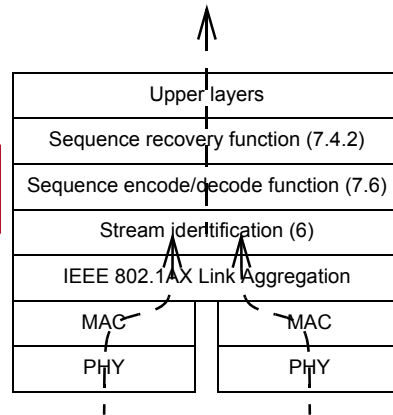 Upper layers
Sequence recovery function (7.4.2)
Sequence encode/decode function (7.6)
Stream identification (6)
IEEE 802.1AX Link Aggregation
MAC MAC
PHY PHY